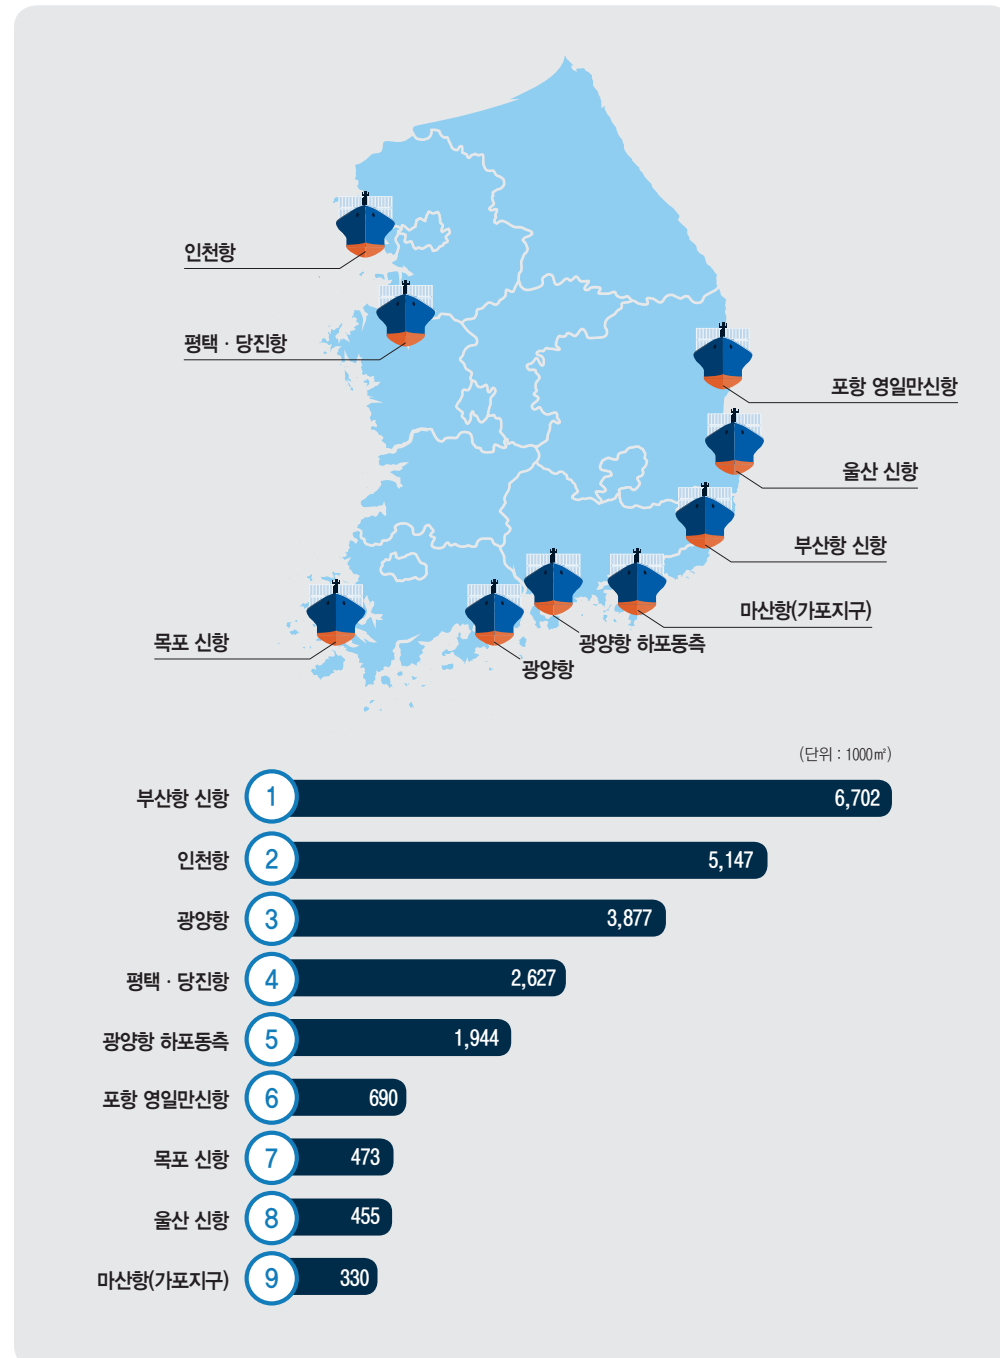 인천항
평택 · 당진항
포항 영일만신항
울산 신항
부산항 신항
마산항(가포지구)
광양항 하포동측
목포 신항
광양항
(단위 : 1000㎡)
부산항 신항 1 6,702
인천항 2 5,147
광양항 3 3,877
평택 · 당진항 4 2,627
광양항 하포동측 5 1,944
포항 영일만신항 6 690
목포 신항 7 473
울산 신항 8 455
마산항(가포지구) 9 330